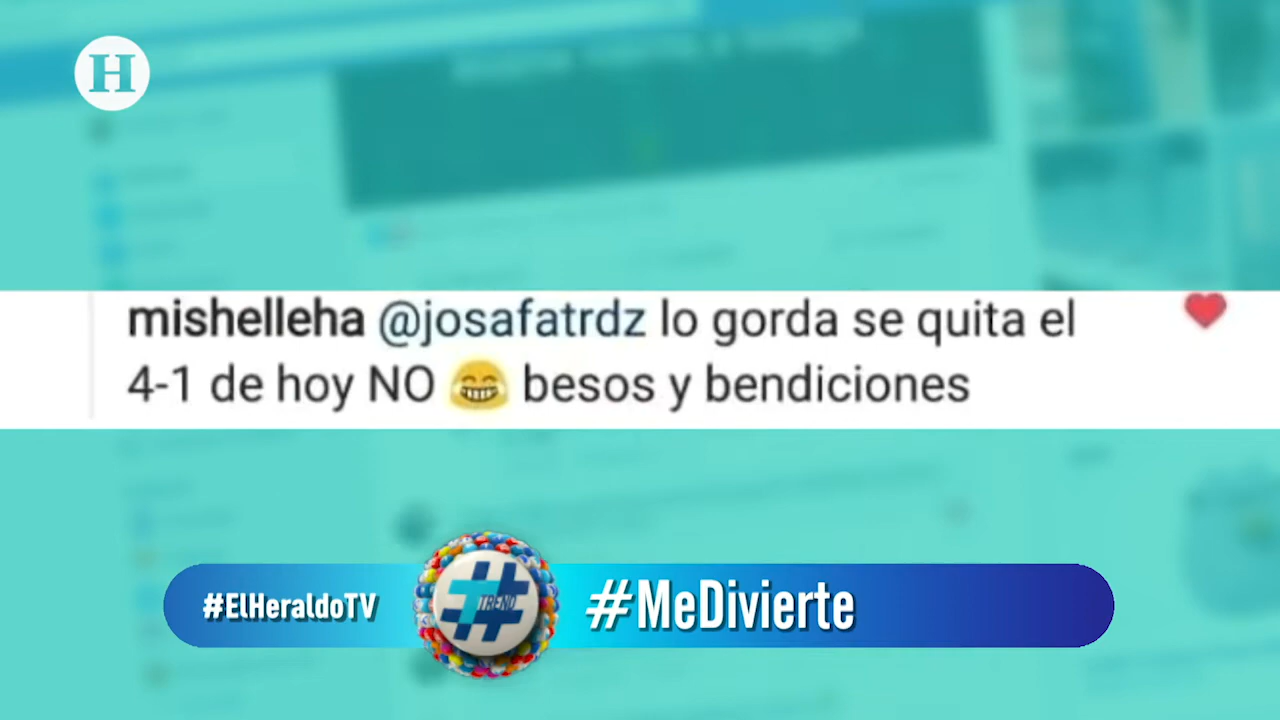 H
mishelleha @josafatrdz lo gorda se quita el
4-1 de hoy NO 😁 besos y bendiciones
#ElHeraldoTV
TREND
#MeDivierte